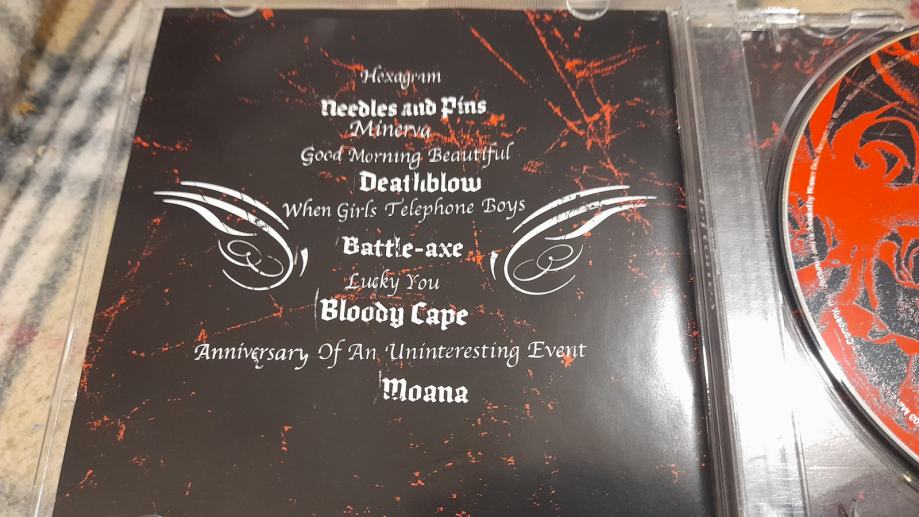 Hexagram
Needles and Pins
Minerva
Good Morning Beautiful
Deathblow
When Girls Telephone Boys
Battle-axe
Lucky You
Bloody Cape
Anniversary Of An Uninteresting Event
Moana